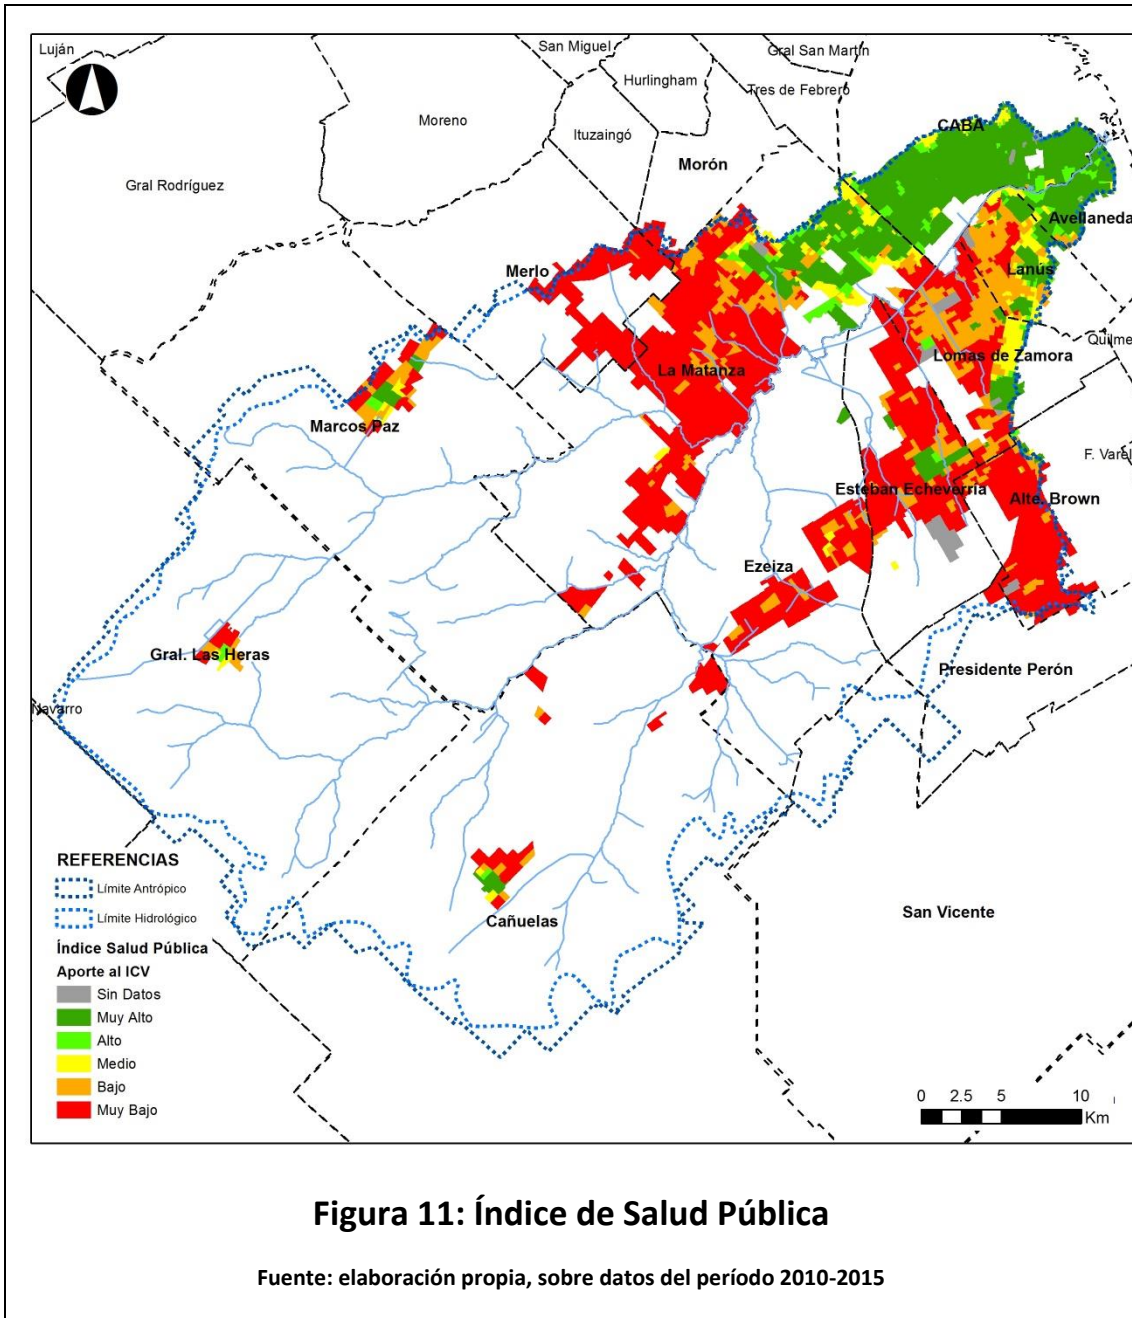 Luján
San Miguel
Gral San Martín
Hurlingham
Tres de Febrero
Moreno
CABA
Ituzaingó
Morón
Gral Rodríguez
Avellaneda
Merlo
Lanús
Quilme
Lomas de Zamora
La Matanza
Marcos Paz
F. Varel
Esteban Echeverría
Alte. Brown
Ezeiza
Gral. Las Heras
Presidente Perón
Navarro
San Vicente
Cañuelas
REFERENCIAS
Límite Antrópico
Límite Hidrológico
Índice Salud Pública
Aporte al ICV
Sin Datos
Muy Alto
Alto
Medio
Bajo
Muy Bajo
0 2.5 5 10
Km
Figura 11: Índice de Salud Pública
Fuente: elaboración propia, sobre datos del período 2010-2015